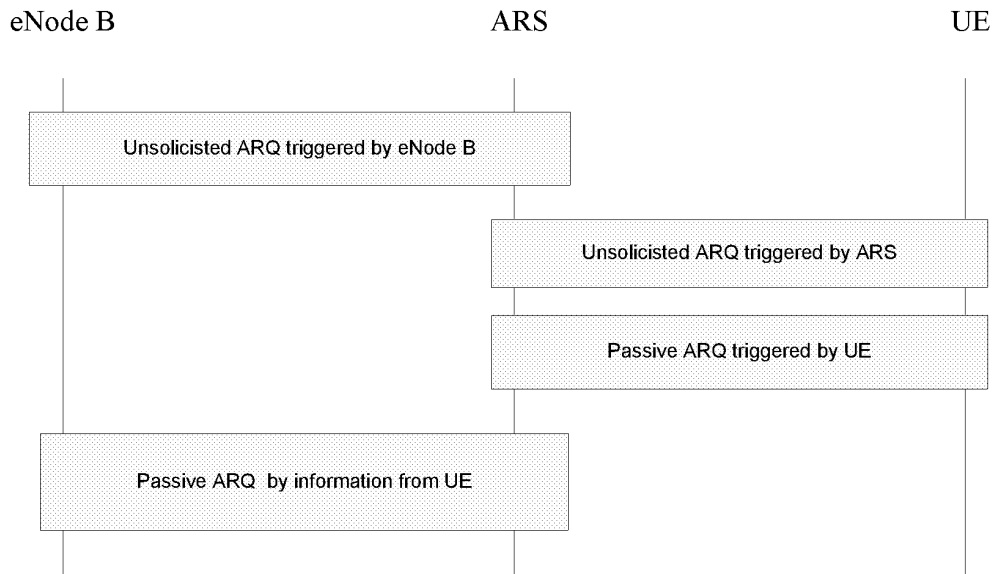 eNode B ARS UE
Unsolicisted ARQ triggered by eNode B
Unsolicisted ARQ triggered by ARS
Passive ARQ triggered by UE
Passive ARQ  by information from UE